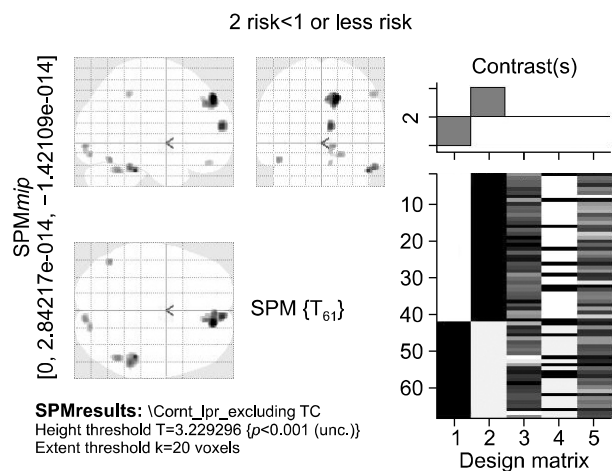 2 risk<1 or less risk
SPMmip
[0, 2.84217e-014, −1.42109e-014]
<
<
<
SPM {T61}
Contrast(s)
2
10
20
30
40
50
60
1 2 3 4 5
Design matrix
SPMresults: \Cornt_lpr_excluding TC
Height threshold T=3.229296 {p<0.001 (unc.)}
Extent threshold k=20 voxels